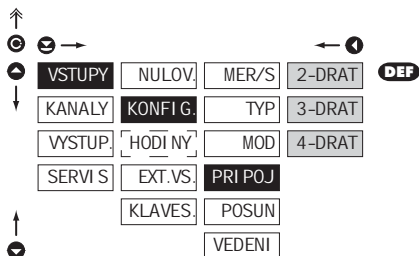 VSTUPY NULOV. MER/S 2-DRAT DEF
KANALY KONFIG. TYP 3-DRAT
VYSTUP. HODINY MOD 4-DRAT
SERVIS EXT.VS. PRIPOJ
KLAVES. POSUN
VEDENI